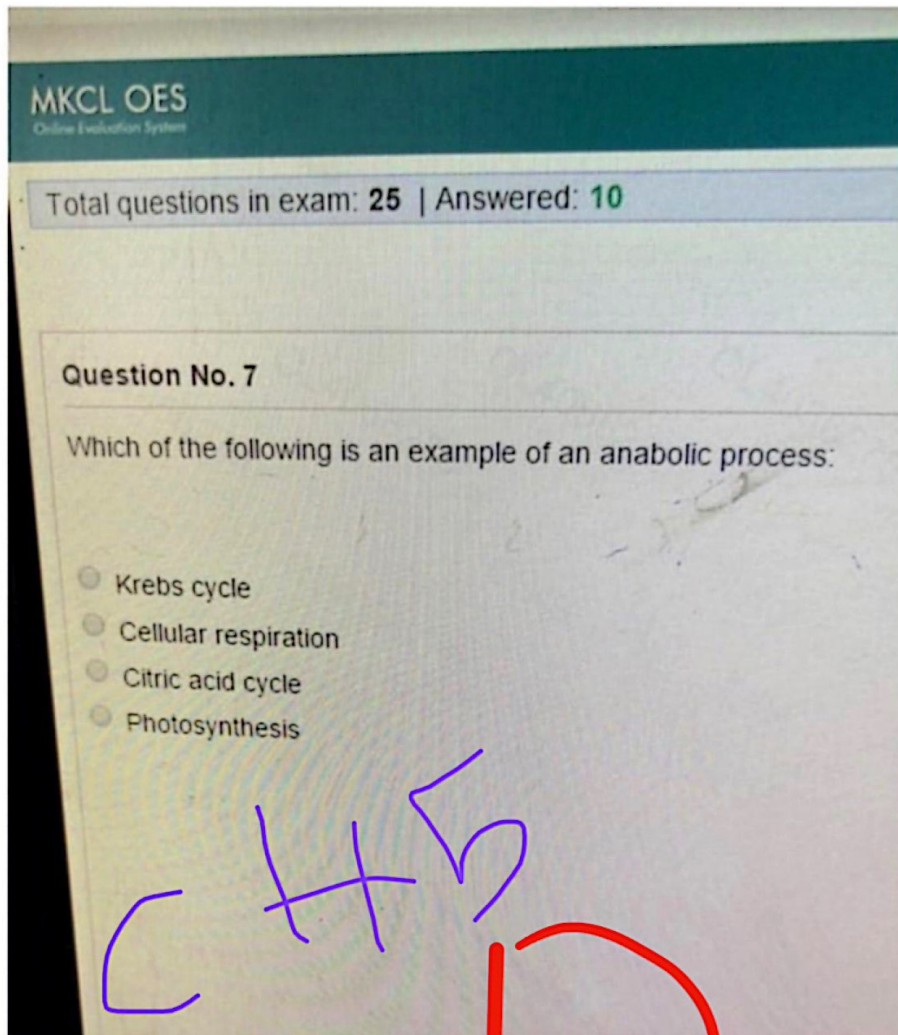 MKCL OES
Online Evaluation System
Total questions in exam: 25 | Answered: 10
Question No. 7
Which of the following is an example of an anabolic process:
Krebs cycle
Cellular respiration
Citric acid cycle
Photosynthesis
CH5